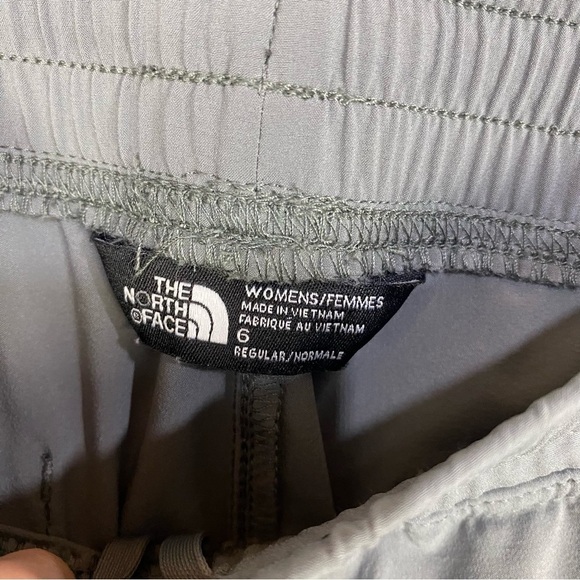 THE
NORTH
FACE
WOMENS/FEMMES
MADE IN VIETNAM
FABRIQUÉ AU VIETNAM
6
REGULAR/NORMALE